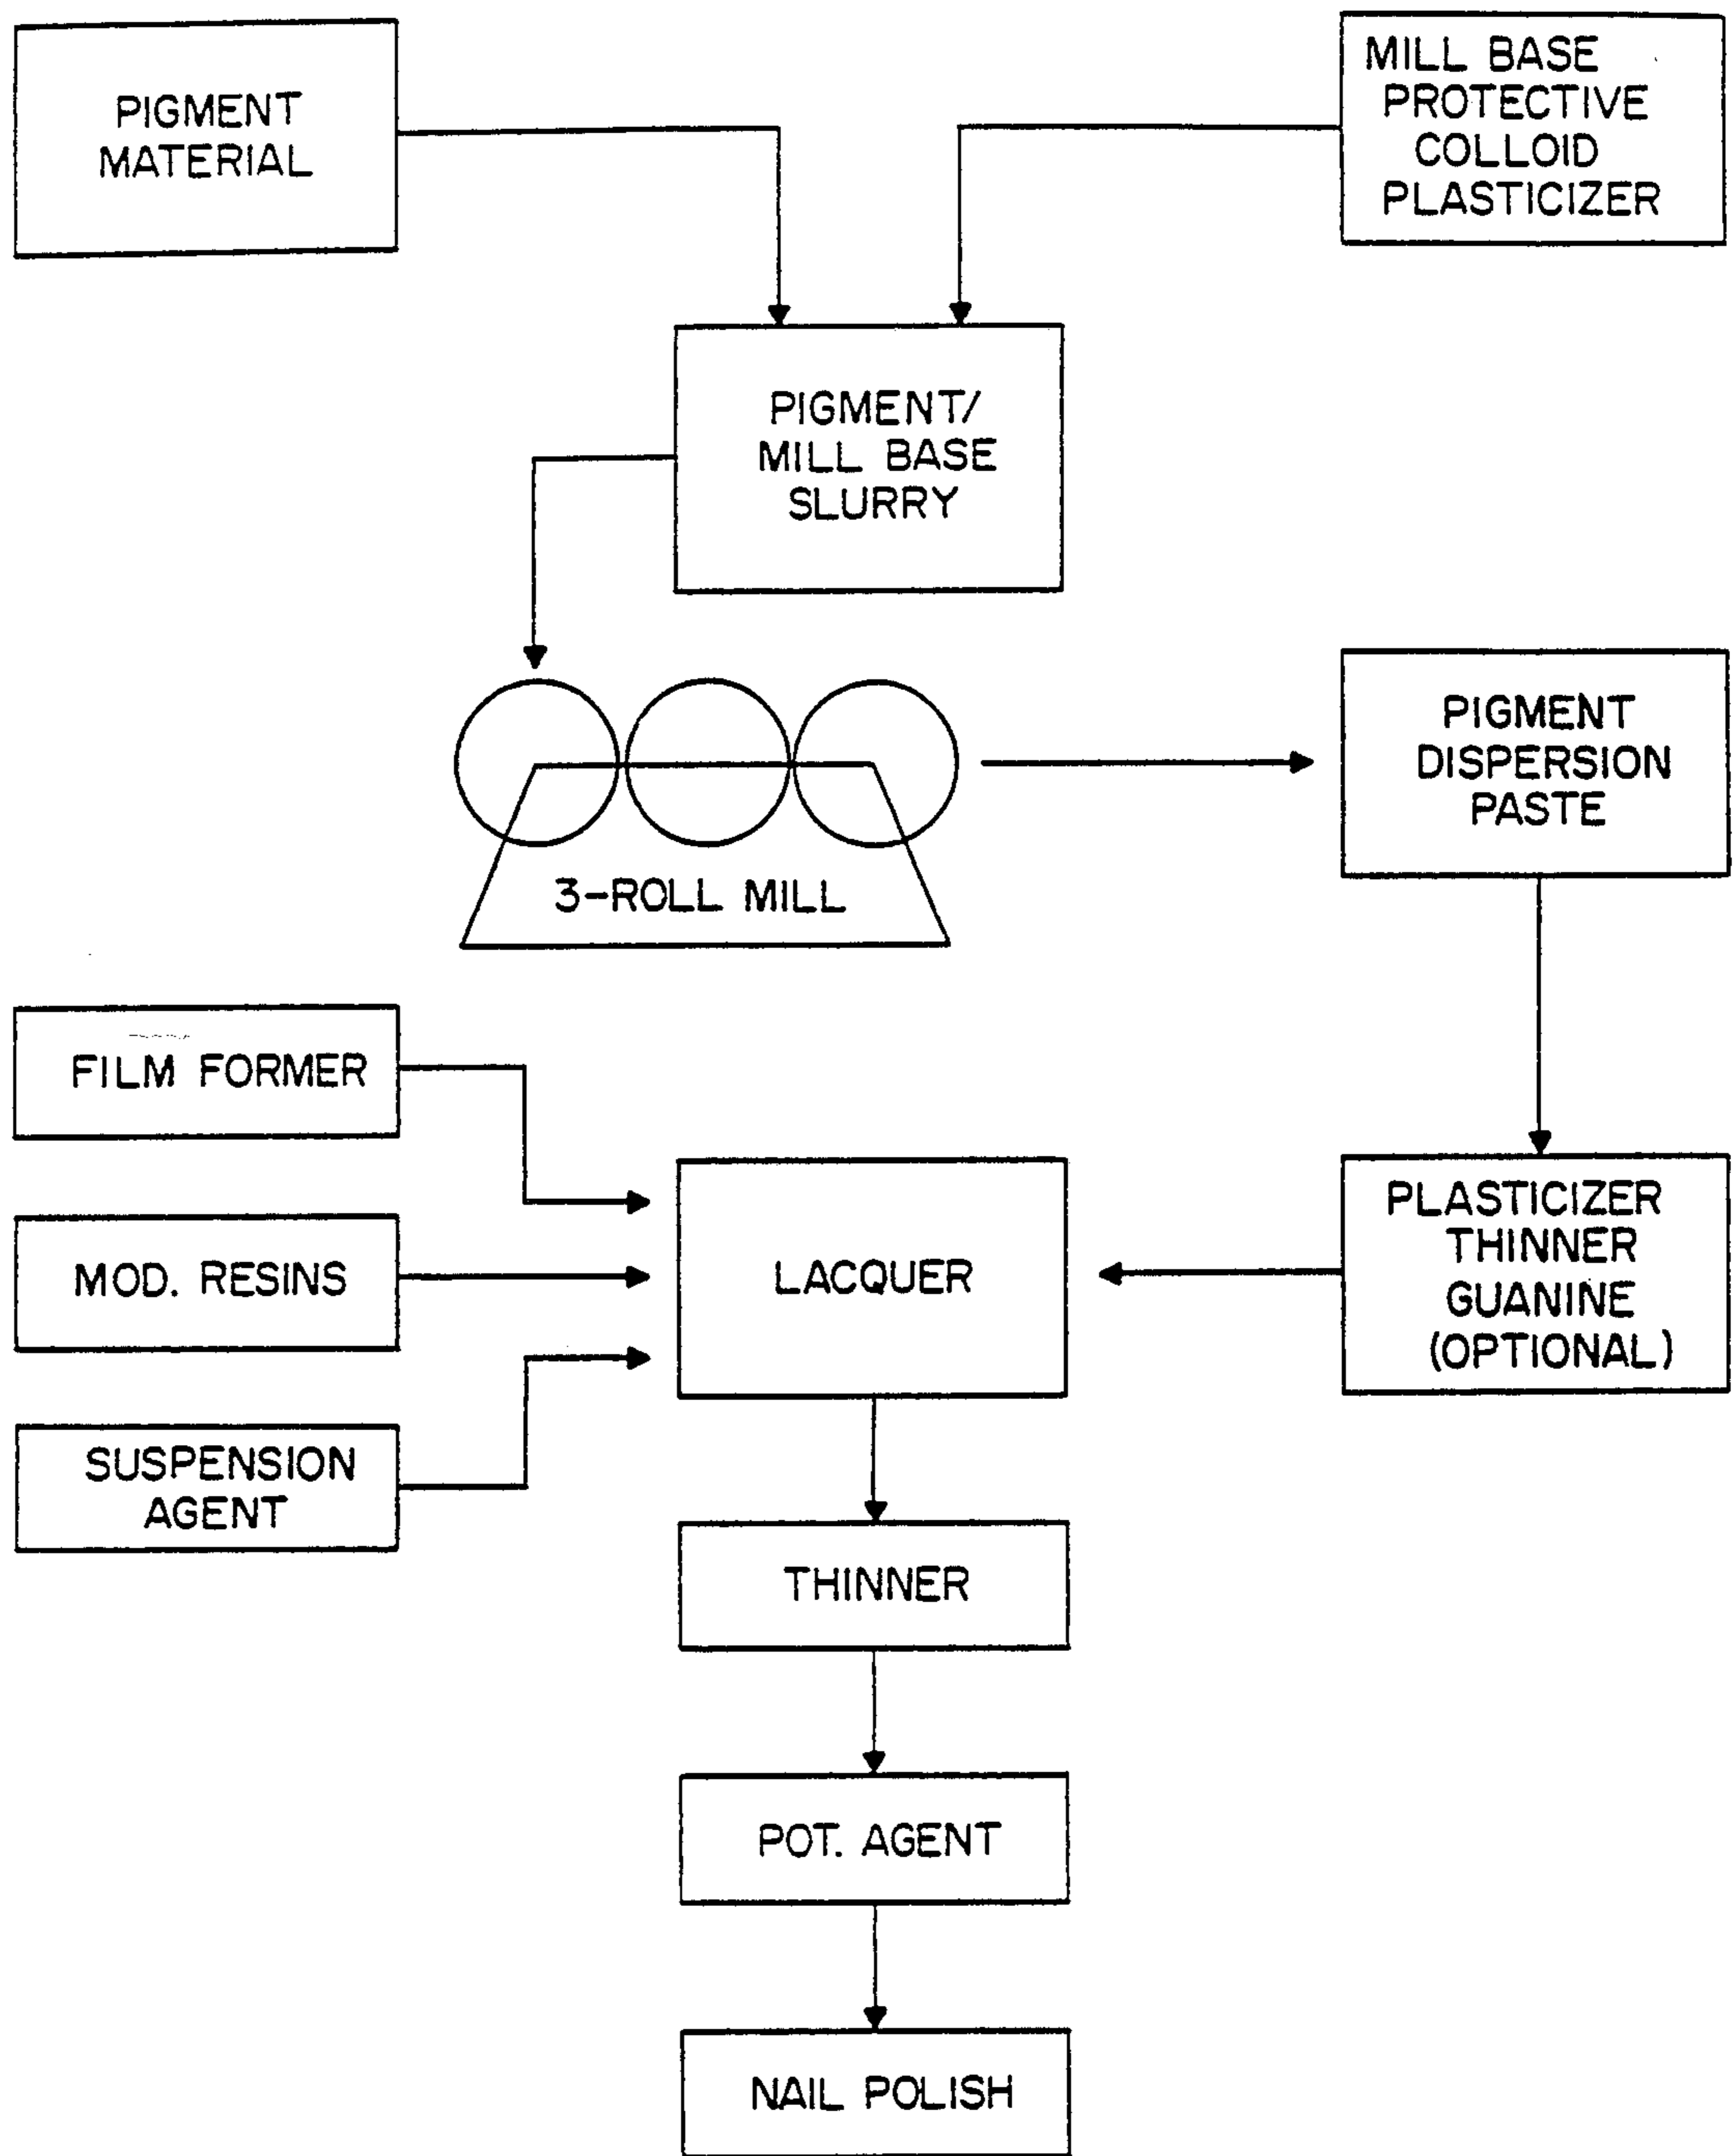 PIGMENT
MATERIAL
MILL BASE
PROTECTIVE
COLLOID
PLASTICIZER
PIGMENT/
MILL BASE
SLURRY
3-ROLL MILL
PIGMENT
DISPERSION
PASTE
FILM FORMER
MOD. RESINS
SUSPENSION
AGENT
LACQUER
PLASTICIZER
THINNER
GUANINE
(OPTIONAL)
THINNER
POT. AGENT
NAIL POLISH